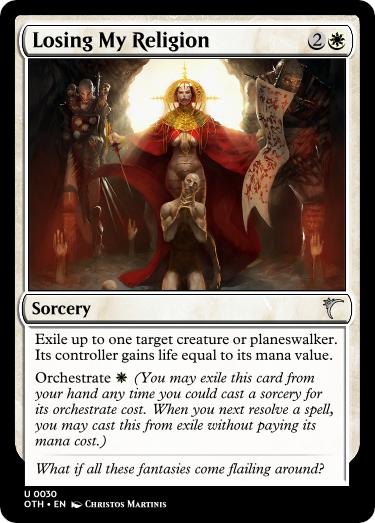 Losing My Religion 2
Sorcery
Exile up to one target creature or planeswalker.
Its controller gains life equal to its mana value.
Orchestrate (You may exile this card from
your hand any time you could cast a sorcery for
its orchestrate cost. When you next resolve a spell,
you may cast this from exile without paying its
mana cost.)
What if all these fantasies come flailing around?
U 0030
OTH • EN Christos Martinis